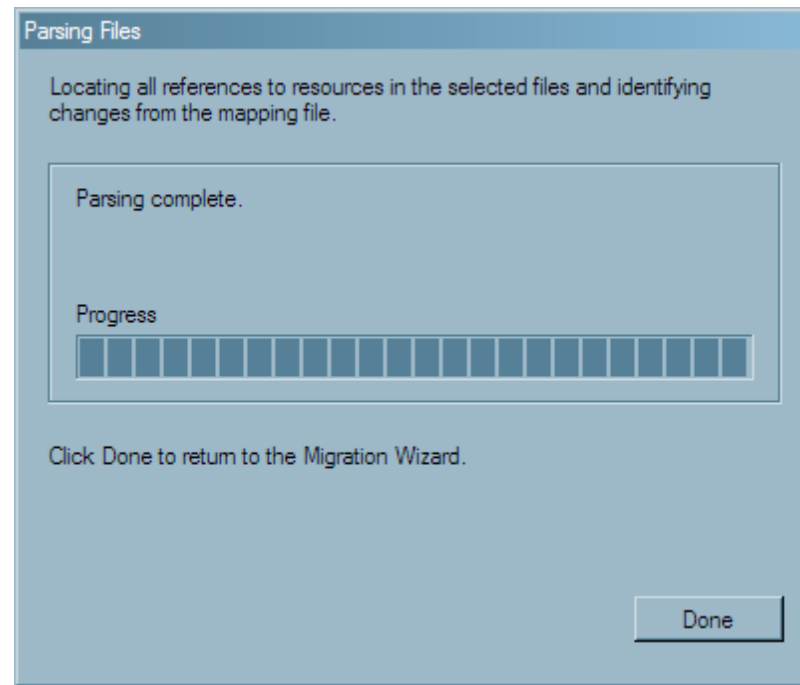 Parsing Files
Locating all references to resources in the selected files and identifying
changes from the mapping file.
Parsing complete.
Progress
Click Done to return to the Migration Wizard.
Done